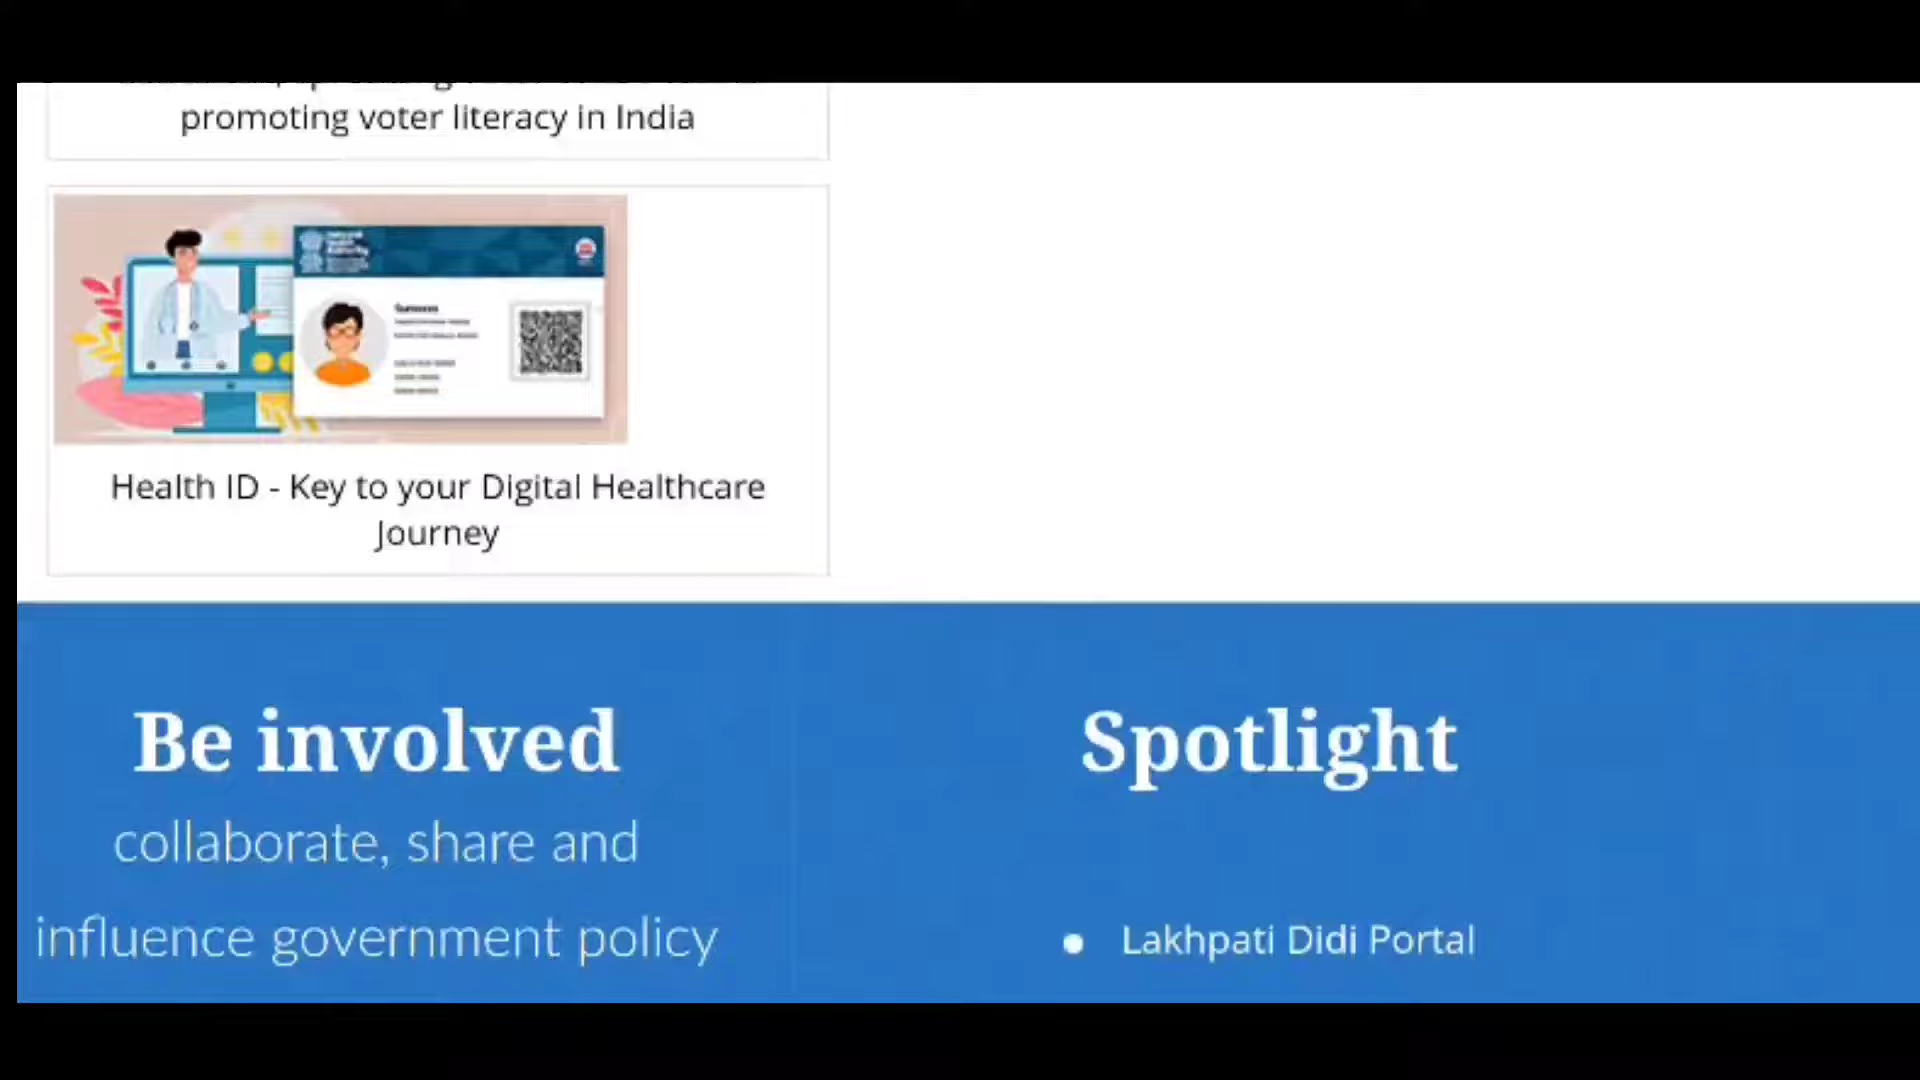 promoting voter literacy in India
Health ID - Key to your Digital Healthcare
Journey
Be involved
collaborate, share and
influence government policy
Spotlight
Lakhpati Didi Portal